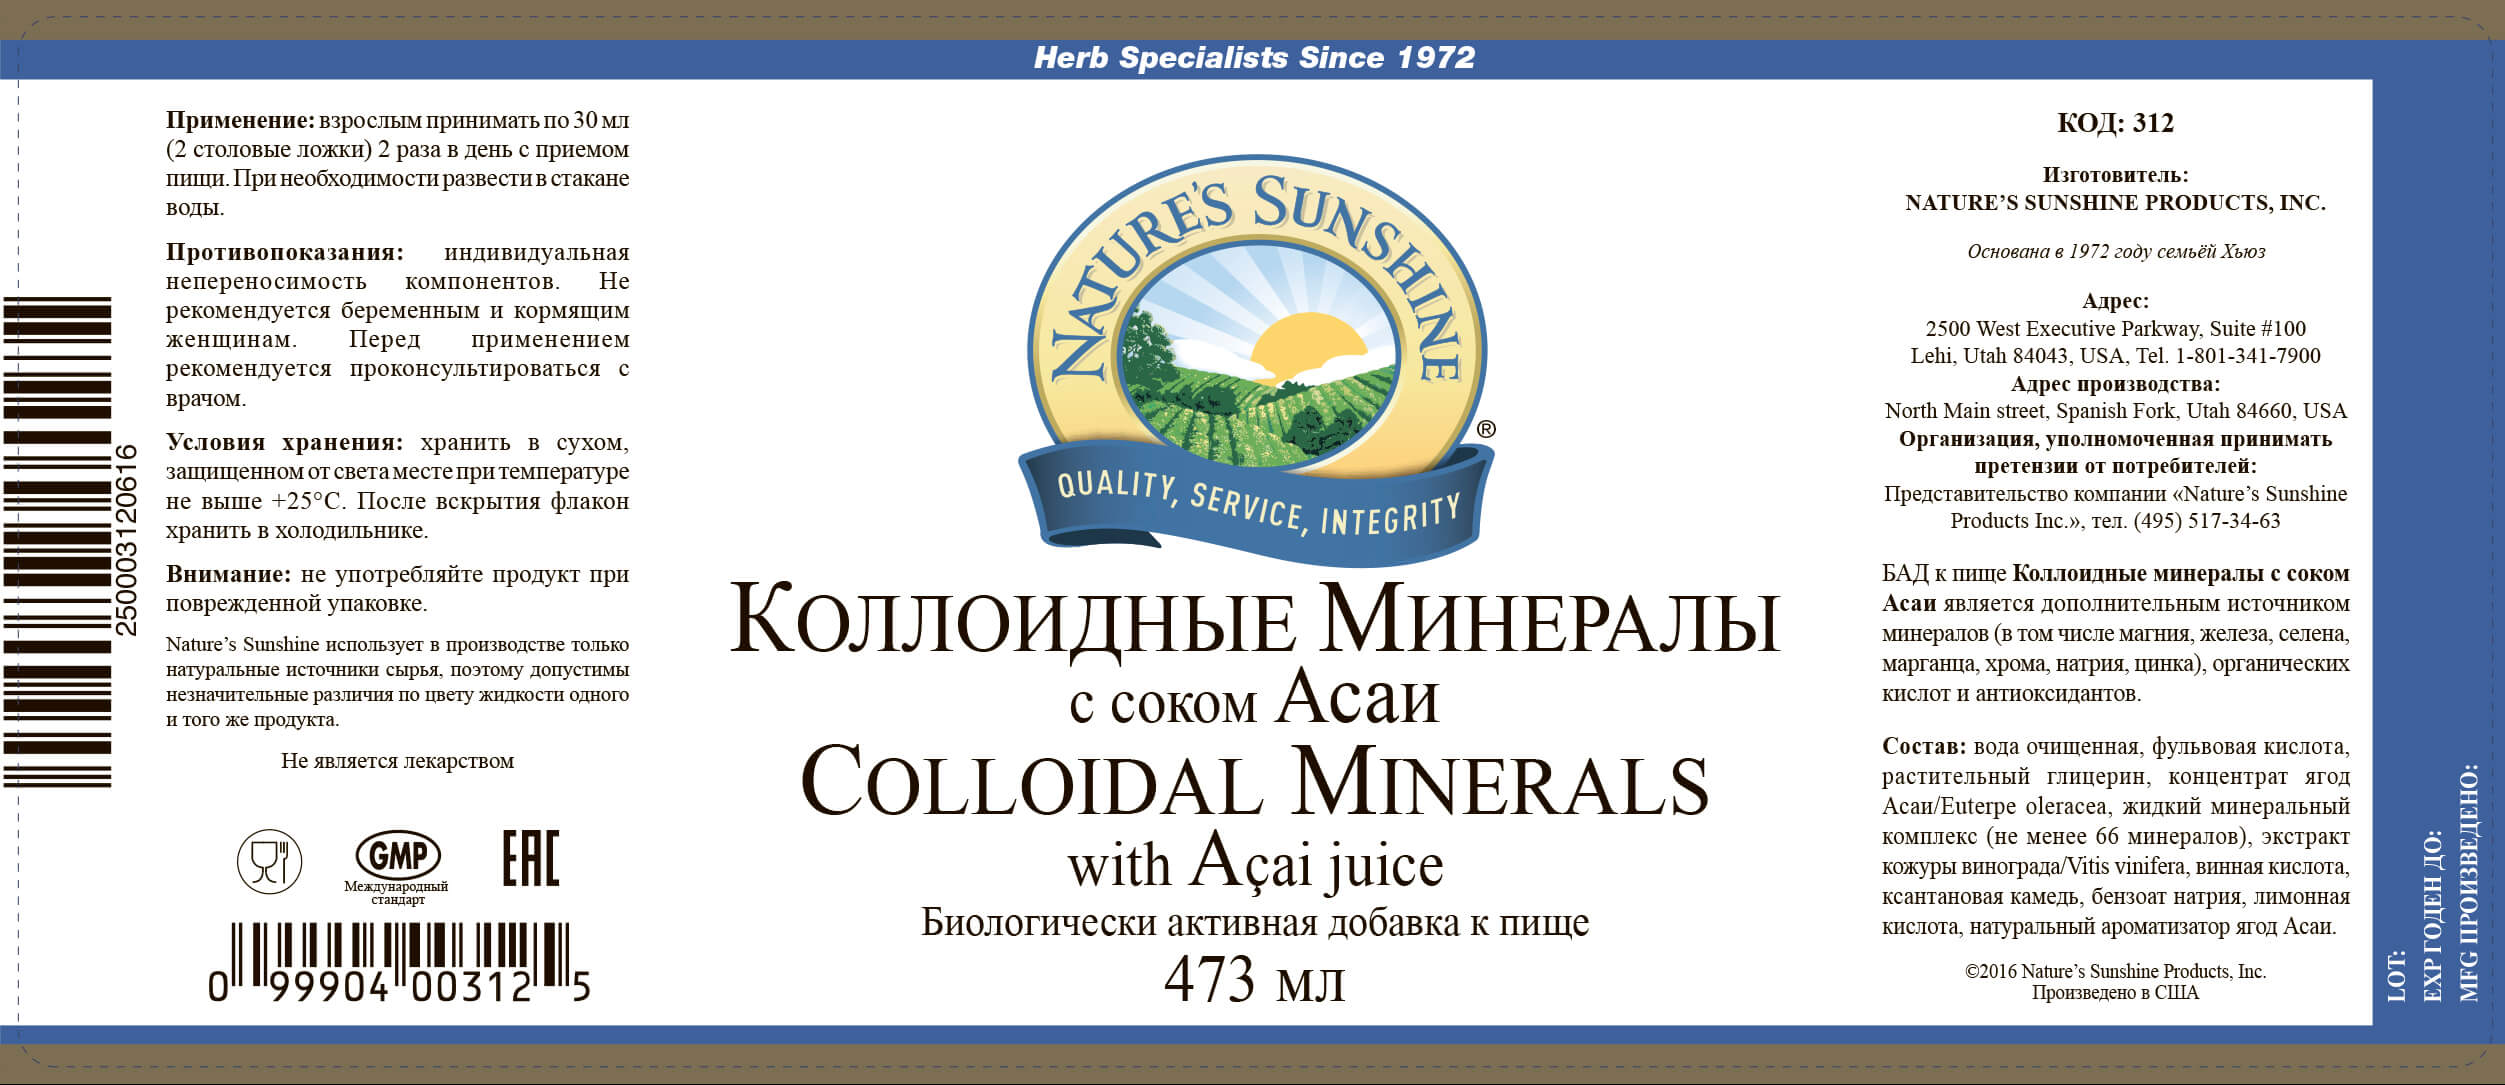 Herb Specialists Since 1972
Применение: взрослым принимать по 30 мл
(2 столовые ложки) 2 раза в день с приемом
пищи. При необходимости развести в стакане
воды.
Противопоказания: индивидуальная
непереносимость компонентов. Не
рекомендуется беременным и кормящим
женщинам. Перед применением
рекомендуется проконсультироваться с
врачом.
Условия хранения: хранить в сухом,
защищенном от света месте при температуре
не выше +25°C. После вскрытия флакон
хранить в холодильнике.
Внимание: не употребляйте продукт при
поврежденной упаковке.
Nature’s Sunshine использует в производстве только
натуральные источники сырья, поэтому допустимы
незначительные различия по цвету жидкости одного
и того же продукта.
Не является лекарством
GMP
Международный
стандарт
EAC
0 99904 00312 5
250003120616
NATURE'S SUNSHINE
®
QUALITY, SERVICE, INTEGRITY
Коллоидные Минералы
с соком Асаи
Colloidal Minerals
with Açai juice
Биологически активная добавка к пище
473 мл
КОД: 312
Изготовитель:
NATURE’S SUNSHINE PRODUCTS, INC.
Основана в 1972 году семьёй Хьюз
Адрес:
2500 West Executive Parkway, Suite #100
Lehi, Utah 84043, USA, Tel. 1-801-341-7900
Адрес производства:
North Main street, Spanish Fork, Utah 84660, USA
Организация, уполномоченная принимать
претензии от потребителей:
Представительство компании «Nature’s Sunshine
Products Inc.», тел. (495) 517-34-63
БАД к пище Коллоидные минералы с соком
Асаи является дополнительным источником
минералов (в том числе магния, железа, селена,
марганца, хрома, натрия, цинка), органических
кислот и антиоксидантов.
Состав: вода очищенная, фульвовая кислота,
растительный глицерин, концентрат ягод
Асаи/Euterpe oleracea, жидкий минеральный
комплекс (не менее 66 минералов), экстракт
кожуры винограда/Vitis vinifera, винная кислота,
ксантановая камедь, бензоат натрия, лимонная
кислота, натуральный ароматизатор ягод Асаи.
©2016 Nature’s Sunshine Products, Inc.
Произведено в США
LOT:
EXP ГОДЕН ДО:
MFG ПРОИЗВЕДЕНО: